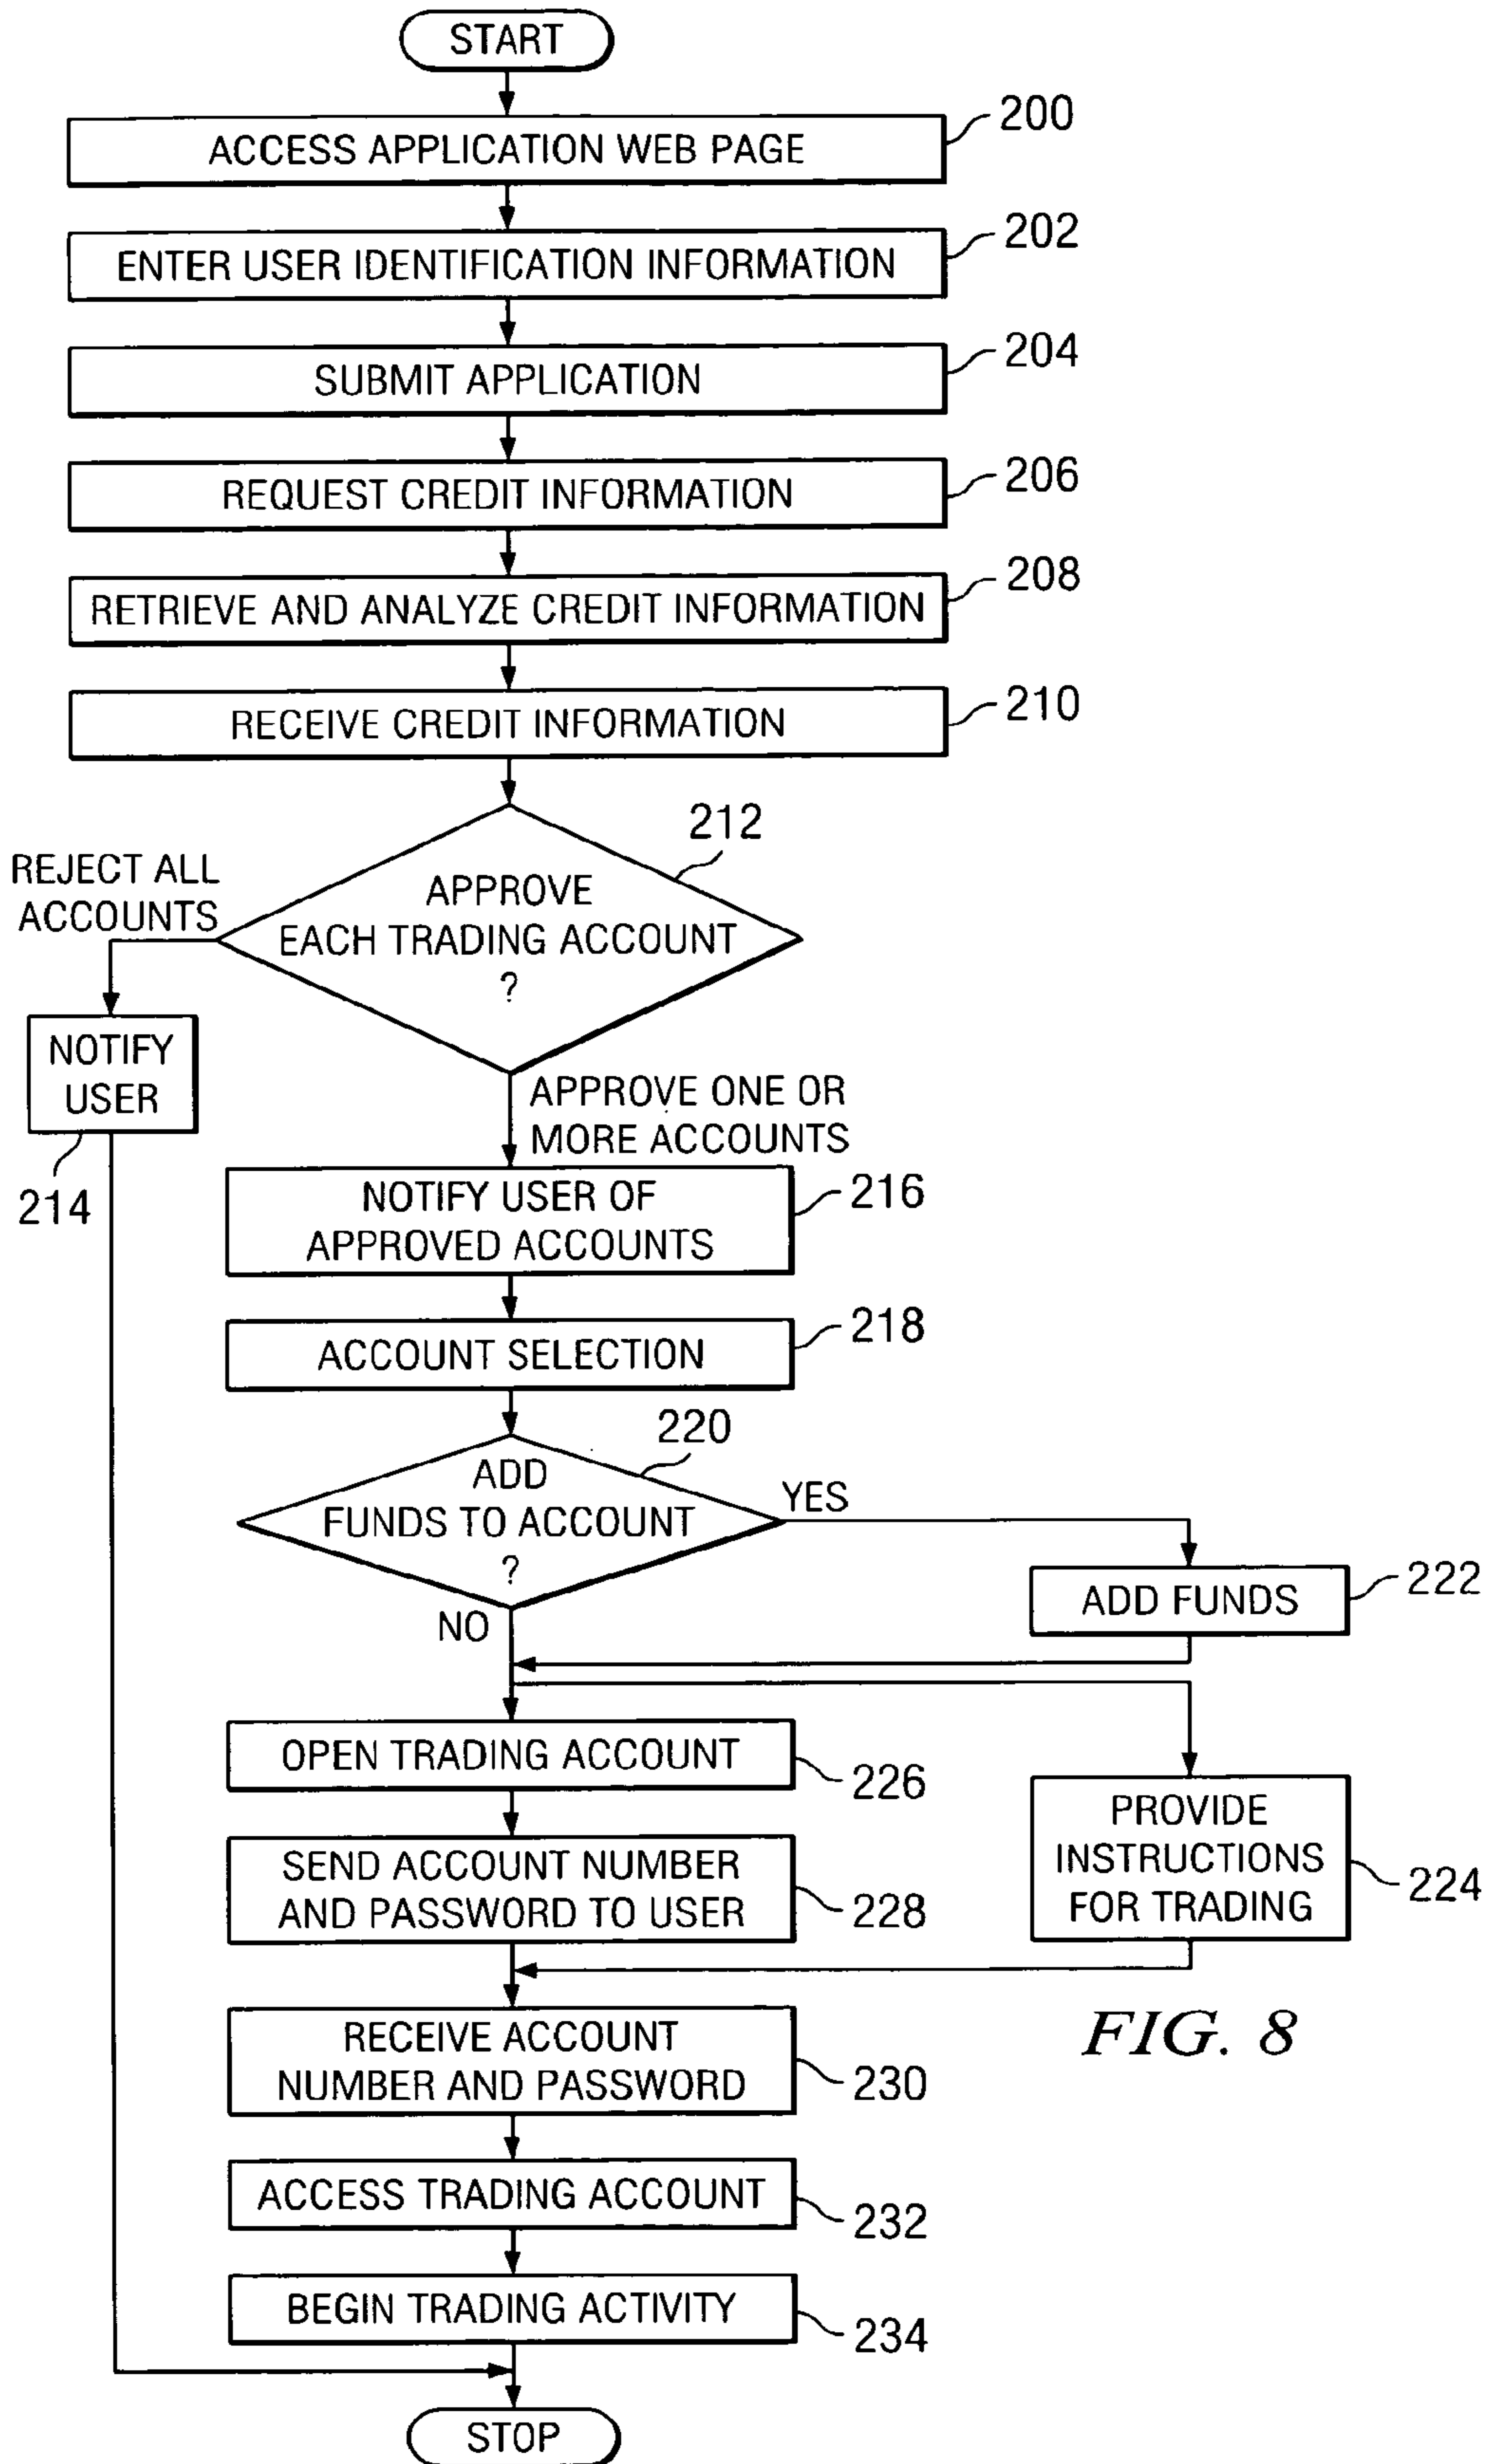 START
ACCESS APPLICATION WEB PAGE
200
ENTER USER IDENTIFICATION INFORMATION
202
SUBMIT APPLICATION
204
REQUEST CREDIT INFORMATION
206
RETRIEVE AND ANALYZE CREDIT INFORMATION
208
RECEIVE CREDIT INFORMATION
210
212
APPROVE
EACH TRADING ACCOUNT
?
REJECT ALL
ACCOUNTS
NOTIFY
USER
214
APPROVE ONE OR
MORE ACCOUNTS
NOTIFY USER OF
APPROVED ACCOUNTS
216
ACCOUNT SELECTION
218
220
ADD
FUNDS TO ACCOUNT
?
YES
NO
ADD FUNDS
222
OPEN TRADING ACCOUNT
226
SEND ACCOUNT NUMBER
AND PASSWORD TO USER
228
PROVIDE
INSTRUCTIONS
FOR TRADING
224
RECEIVE ACCOUNT
NUMBER AND PASSWORD
230
FIG. 8
ACCESS TRADING ACCOUNT
232
BEGIN TRADING ACTIVITY
234
STOP